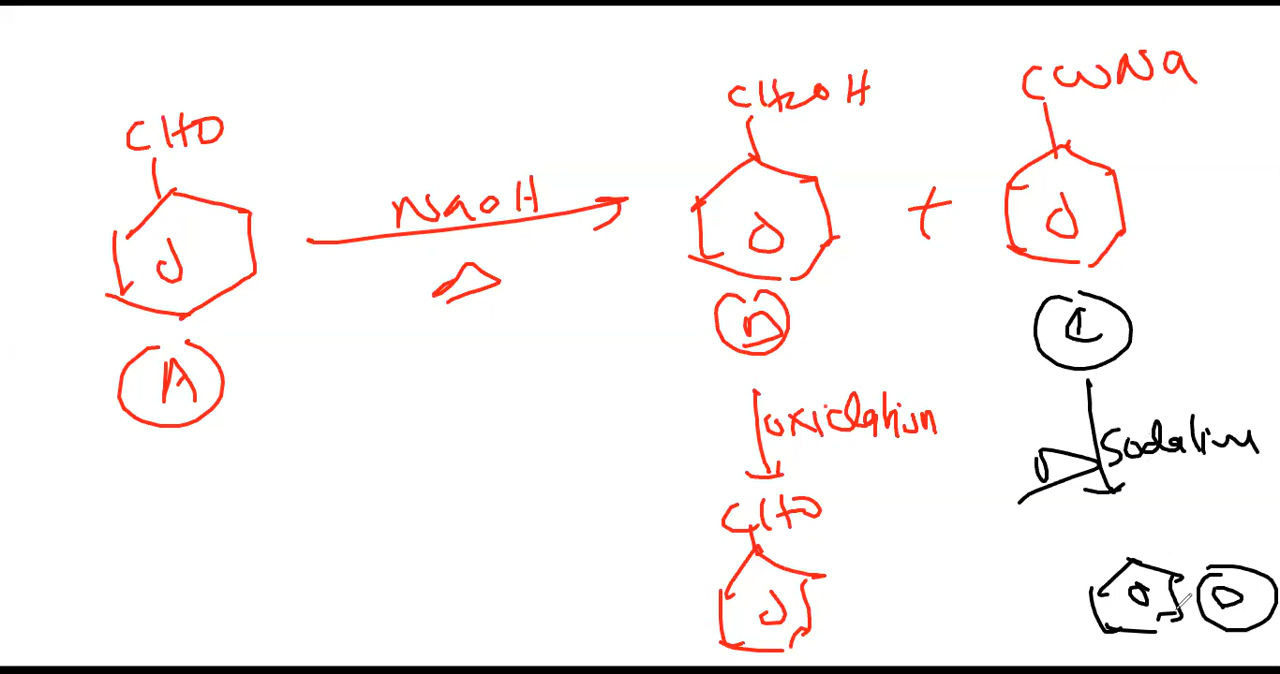 CHO
NaOH
Δ
A
CH2OH
+
COONa
oxidation
CHO
Sodalime
Δ
D